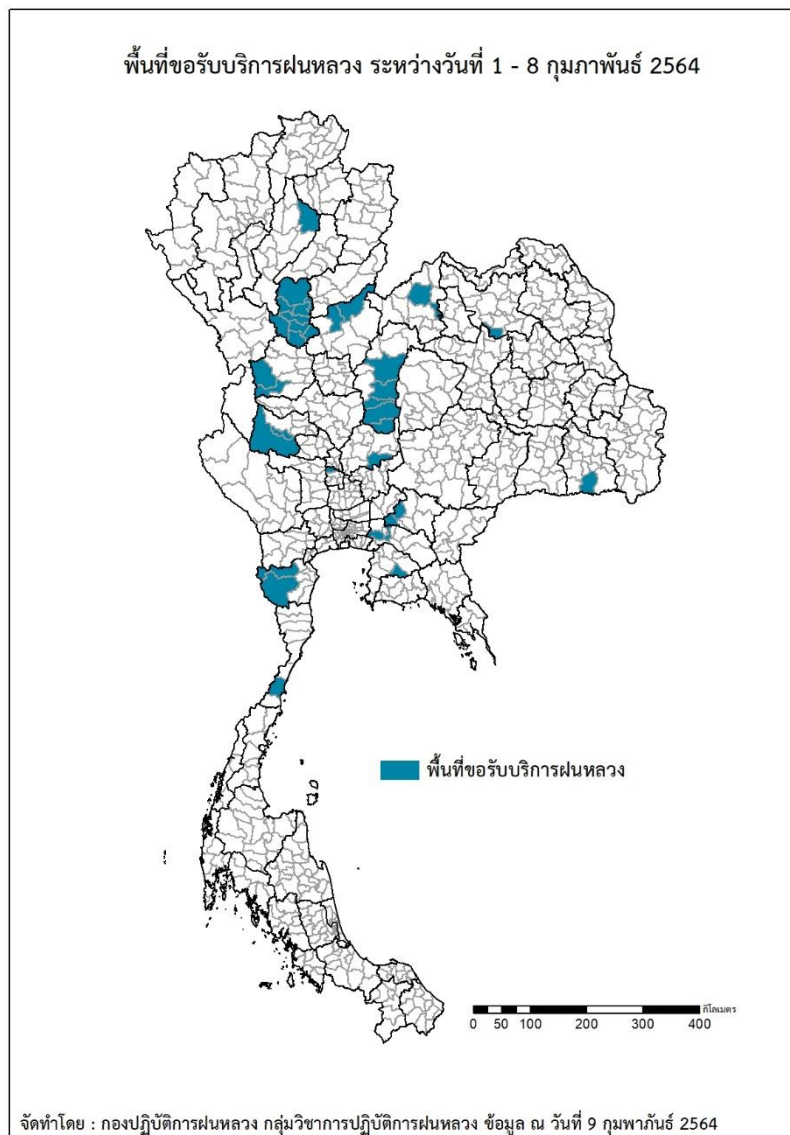 พื้นที่ขอรับบริการฝนหลวง ระหว่างวันที่ 1 - 8 กุมภาพันธ์ 2564
พื้นที่ขอรับบริการฝนหลวง
กิโลเมตร
0 50 100 200 300 400
จัดทำโดย : กองปฏิบัติการฝนหลวง กลุ่มวิชาการปฏิบัติการฝนหลวง ข้อมูล ณ วันที่ 9 กุมพาภันธ์ 2564